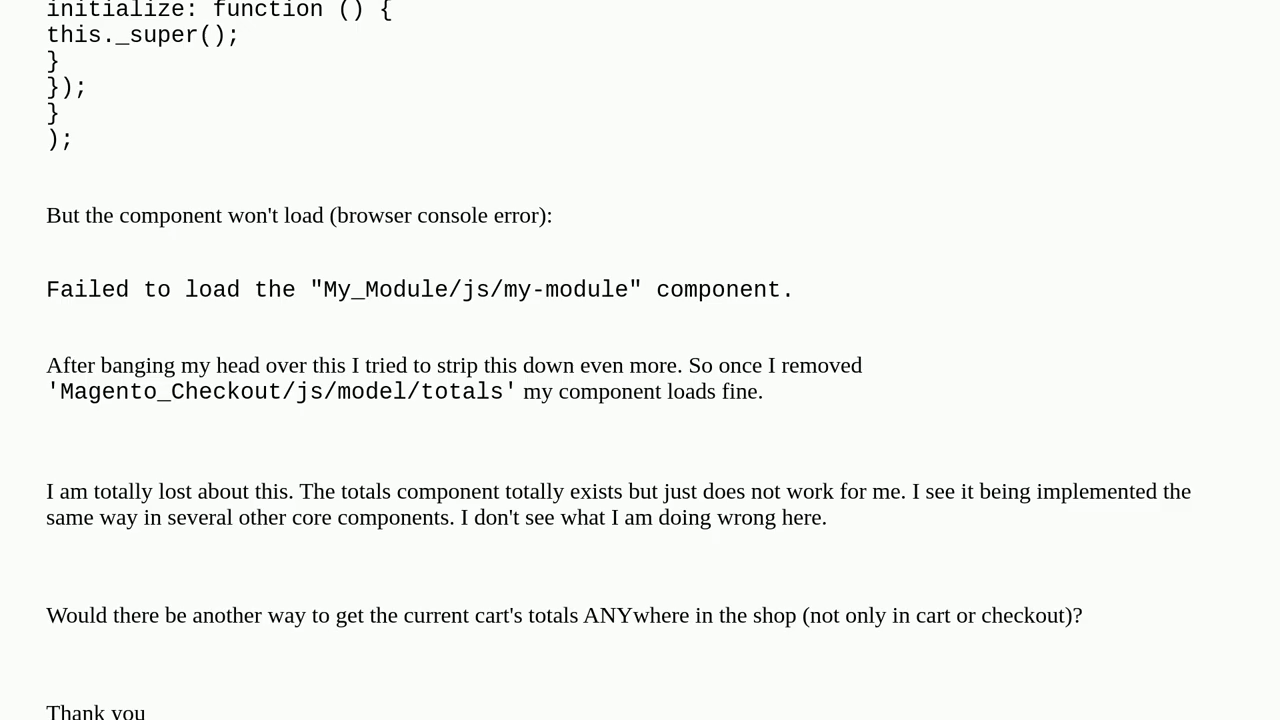 initialize: function () {
this._super();
}
});
}
);
But the component won't load (browser console error):
Failed to load the "My_Module/js/my-module" component.
After banging my head over this I tried to strip this down even more. So once I removed
'Magento_Checkout/js/model/totals' my component loads fine.
I am totally lost about this. The totals component totally exists but just does not work for me. I see it being implemented the
same way in several other core components. I don't see what I am doing wrong here.
Would there be another way to get the current cart's totals ANYwhere in the shop (not only in cart or checkout)?
Thank you